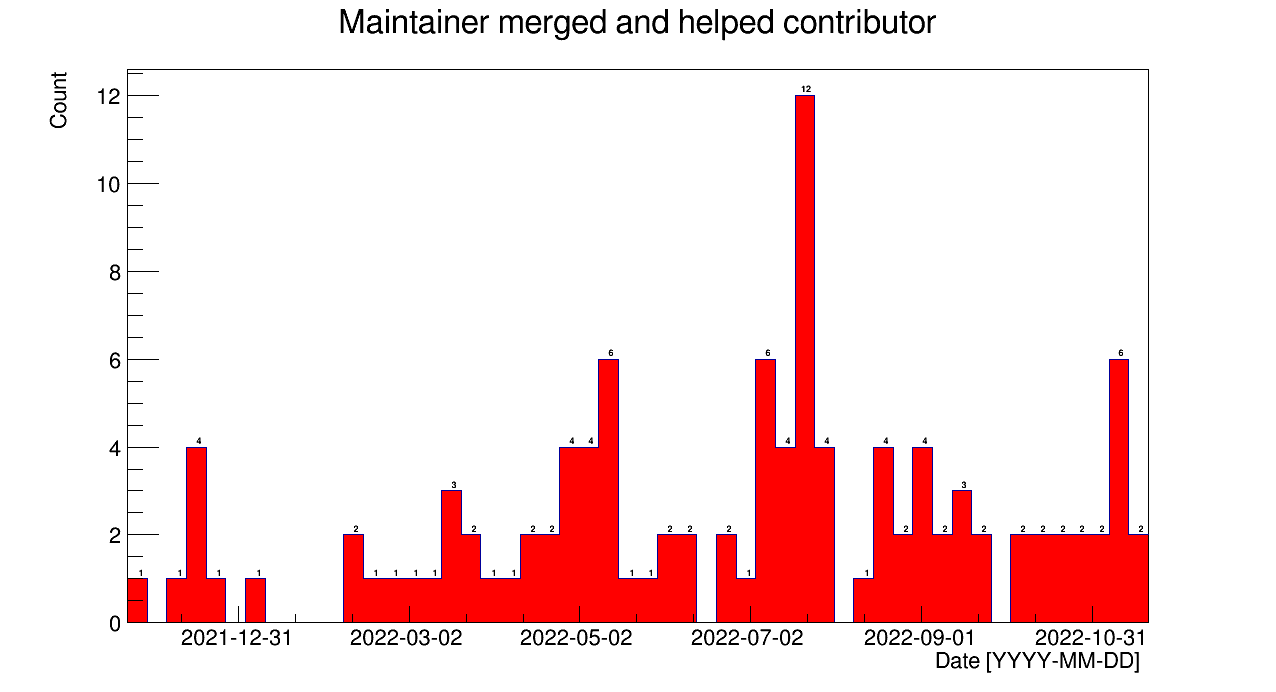 Maintainer merged and helped contributor
Count
12
10
8
6
4
2
0
12
6 6 6
4 4 4 4 4 4 4
3 3
2 2 2 2 2 2 2 2 2 2 2 2 2 2 2 2
1 1 1 1 1 1 1 1 1 1 1 1 1 1
2021-12-31 2022-03-02 2022-05-02 2022-07-02 2022-09-01 2022-10-31
Date [YYYY-MM-DD]